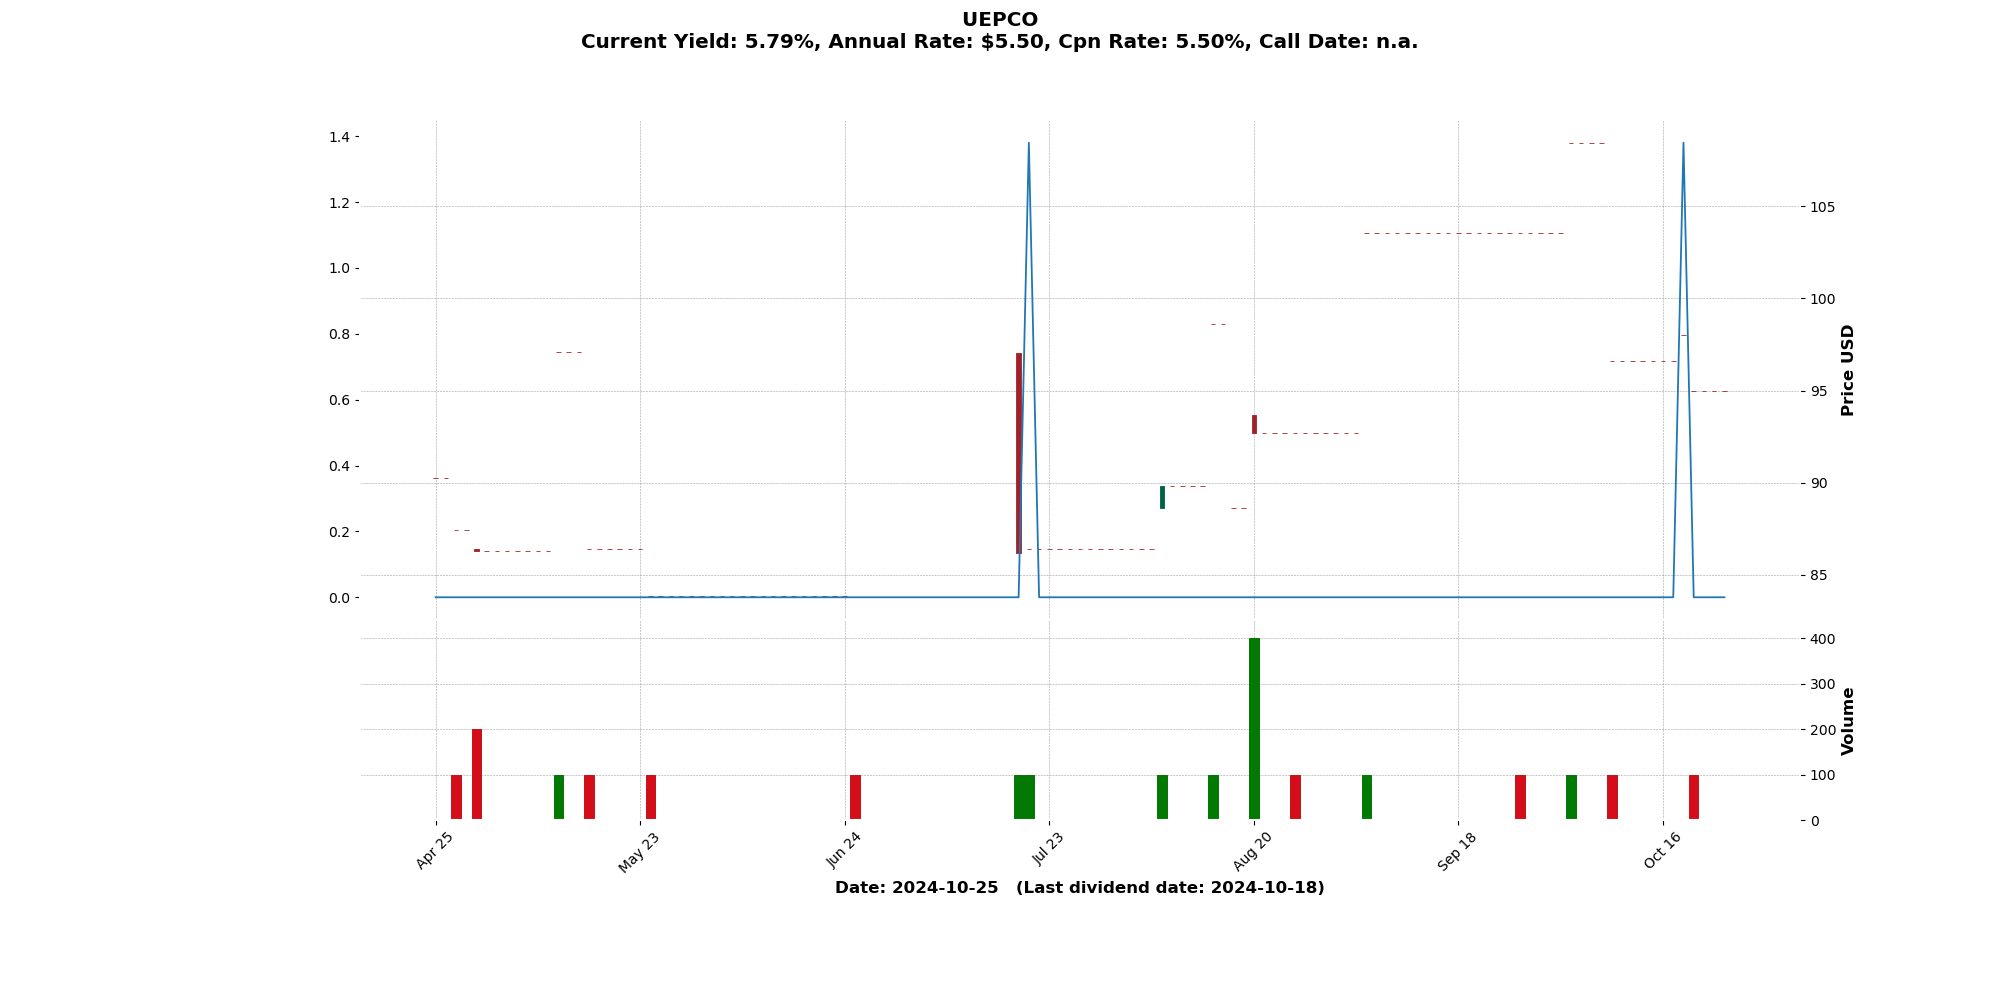 UEPCO
Current Yield: 5.79%, Annual Rate: $5.50, Cpn Rate: 5.50%, Call Date: n.a.
1.4
1.2
1.0
0.8
0.6
0.4
0.2
0.0
105
100
95
90
85
Price USD
400
300
200
100
0
Volume
Apr 25
May 23
Jun 24
Jul 23
Aug 20
Sep 18
Oct 16
Date: 2024-10-25   (Last dividend date: 2024-10-18)